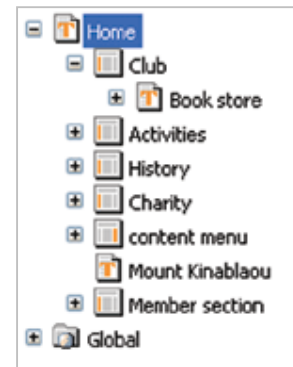 Home
Club
Book store
Activities
History
Charity
content menu
Mount Kinablaou
Member section
Global